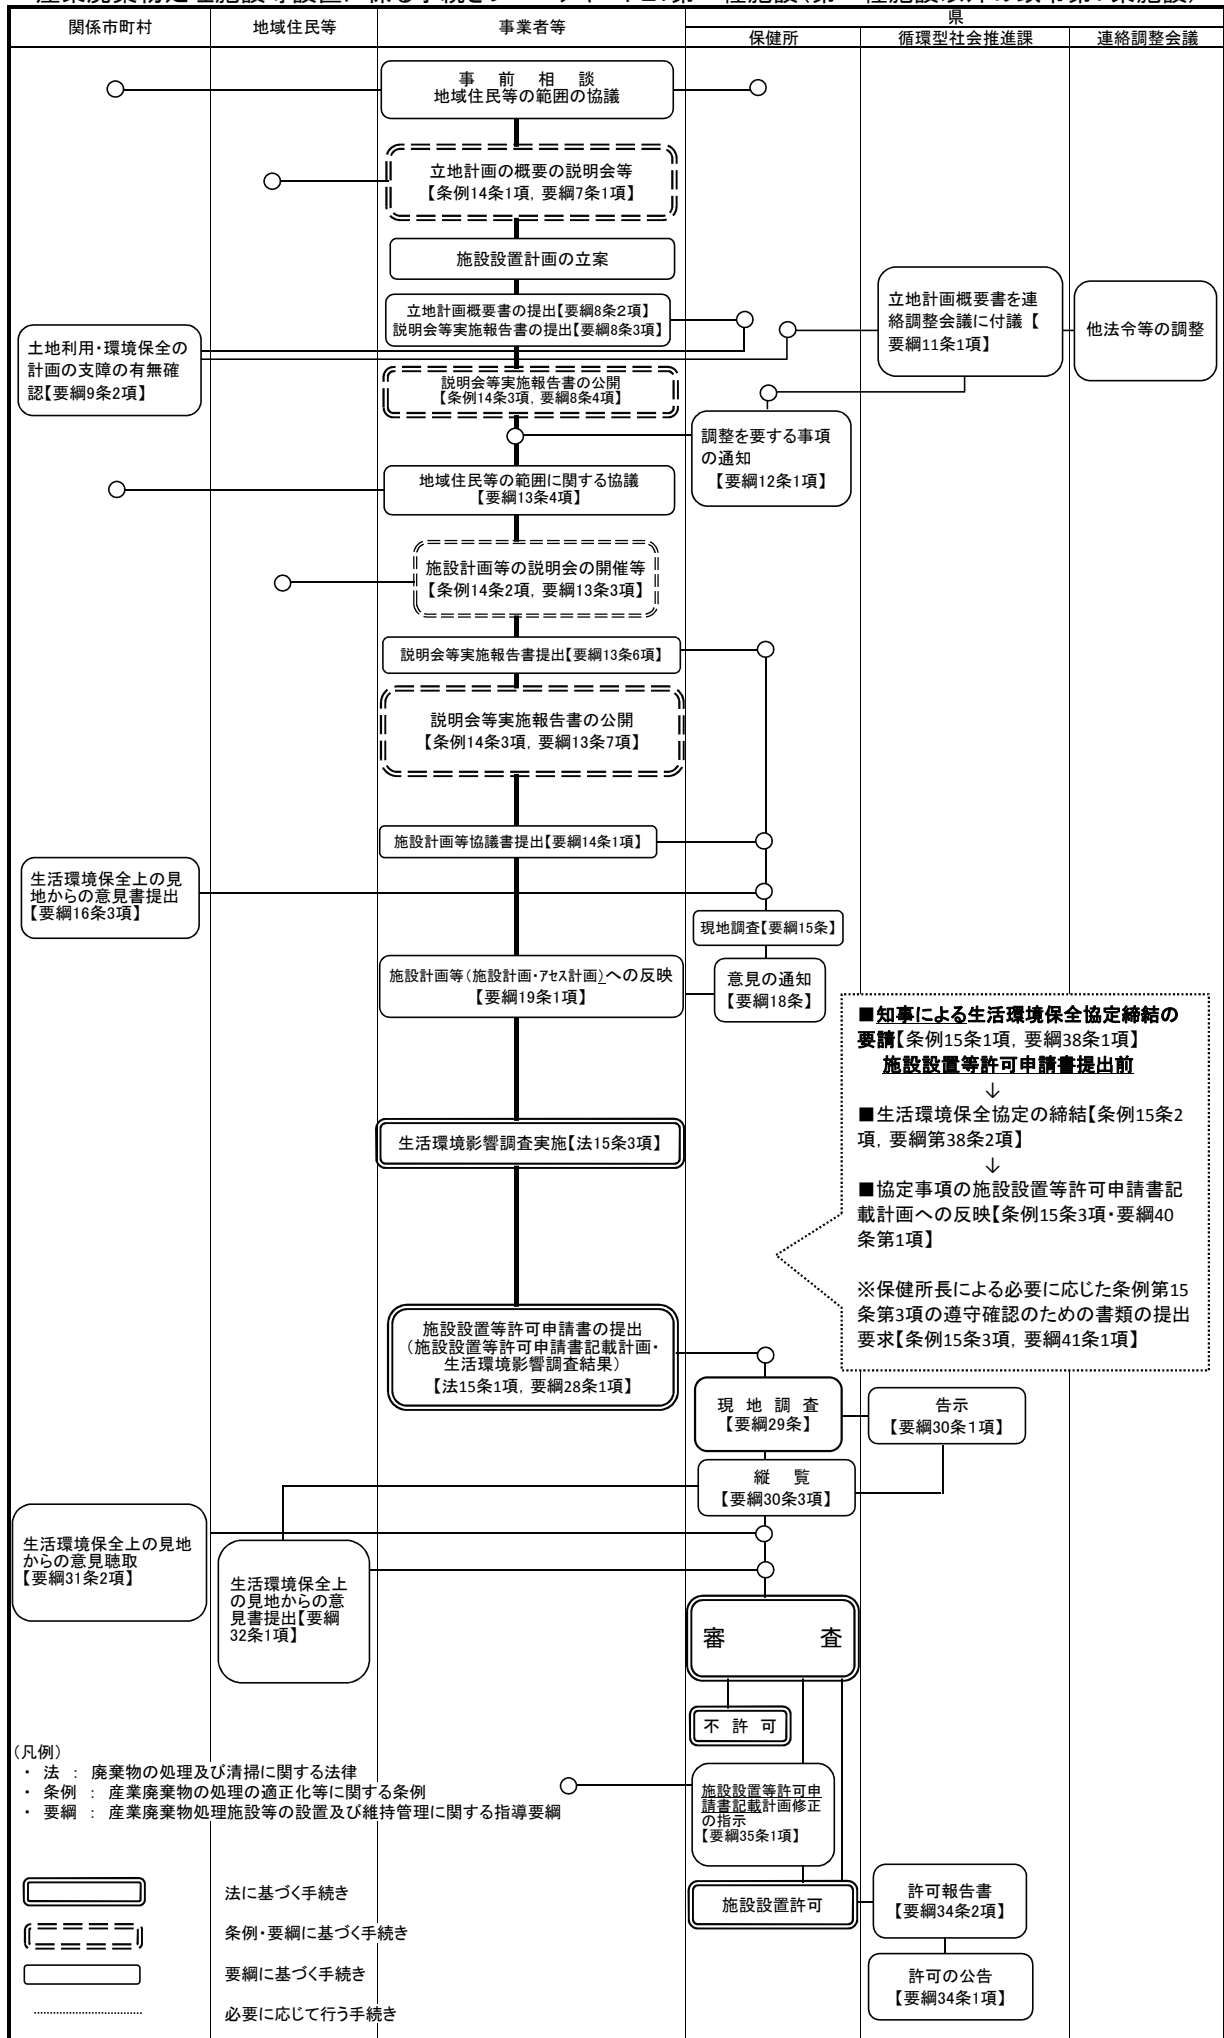 関係市町村
地域住民等
事業者等
県
保健所
循環型社会推進課
連絡調整会議
事 前 相 談
地域住民等の範囲の協議
立地計画の概要の説明会等
【条例14条1項，要綱7条1項】
施設設置計画の立案
立地計画概要書の提出【要綱8条2項】
説明会等実施報告書の提出【要綱8条3項】
立地計画概要書を連
絡調整会議に付議【
要綱11条1項】
他法令等の調整
土地利用・環境保全の
計画の支障の有無確
認【要綱9条2項】
説明会等実施報告書の公開
【条例14条3項，要綱8条4項】
調整を要する事項
の通知
【要綱12条1項】
地域住民等の範囲に関する協議
【要綱13条4項】
施設計画等の説明会の開催等
【条例14条2項，要綱13条3項】
説明会等実施報告書提出【要綱13条6項】
説明会等実施報告書の公開
【条例14条3項，要綱13条7項】
施設計画等協議書提出【要綱14条1項】
生活環境保全上の見
地からの意見書提出
【要綱16条3項】
現地調査【要綱15条】
施設計画等（施設計画・アセス計画）への反映
【要綱19条1項】
意見の通知
【要綱18条】
■知事による生活環境保全協定締結の
要請【条例15条1項，要綱38条1項】
施設設置等許可申請書提出前
↓
■生活環境保全協定の締結【条例15条2
項，要綱第38条2項】
↓
■協定事項の施設設置等許可申請書記
載計画への反映【条例15条3項・要綱40
条第1項】
※保健所長による必要に応じた条例第15
条第3項の遵守確認のための書類の提出
要求【条例15条3項，要綱41条1項】
生活環境影響調査実施【法15条3項】
施設設置等許可申請書の提出
（施設設置等許可申請書記載計画・
生活環境影響調査結果）
【法15条1項，要綱28条1項】
現 地 調 査
【要綱29条】
告示
【要綱30条１項】
縦 覧
【要綱30条3項】
生活環境保全上の見地
からの意見聴取
【要綱31条2項】
生活環境保全上
の見地からの意
見書提出【要綱
32条1項】
審 査
不 許 可
（凡例）
・ 法 ： 廃棄物の処理及び清掃に関する法律
・ 条例 ： 産業廃棄物の処理の適正化等に関する条例
・ 要綱 ： 産業廃棄物処理施設等の設置及び維持管理に関する指導要綱
施設設置等許可申
請書記載計画修正
の指示
【要綱35条1項】
法に基づく手続き
条例・要綱に基づく手続き
要綱に基づく手続き
必要に応じて行う手続き
施設設置許可
許可報告書
【要綱34条2項】
許可の公告
【要綱34条1項】